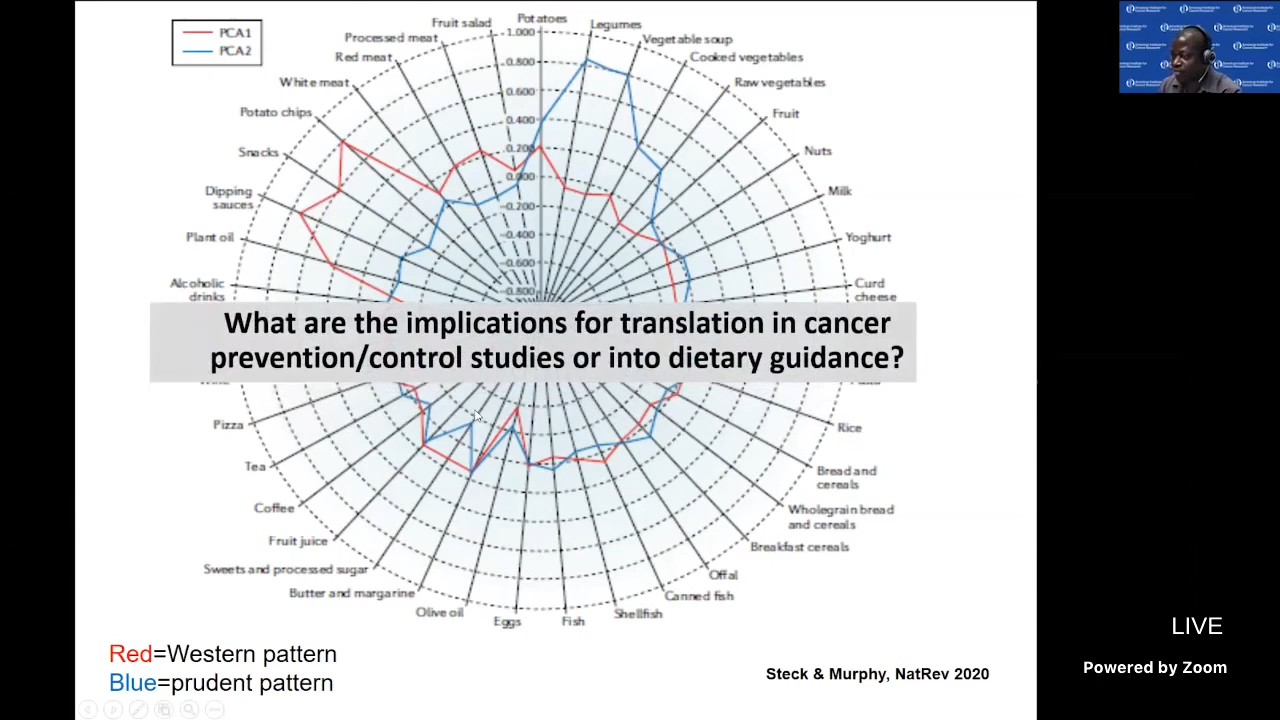 PCA1
PCA2
Potatoes
Legumes
Vegetable soup
Cooked vegetables
Raw vegetables
Fruit
Nuts
Milk
Yoghurt
Curd
cheese
Rice
Bread and
cereals
Wholegrain bread
and cereals
Breakfast cereals
Offal
Canned fish
Shellfish
Fish
Eggs
Olive oil
Butter and margarine
Sweets and processed sugar
Fruit juice
Coffee
Tea
Pizza
Alcoholic
drinks
Plant oil
Dipping
sauces
Snacks
Potato chips
White meat
Red meat
Processed meat
Fruit salad
1.000
0.800
0.600
0.400
0.200
0.000
-0.200
-0.400
-0.600
-0.800
What are the implications for translation in cancer
prevention/control studies or into dietary guidance?
Red=Western pattern
Blue=prudent pattern
Steck & Murphy, NatRev 2020
LIVE
Powered by Zoom